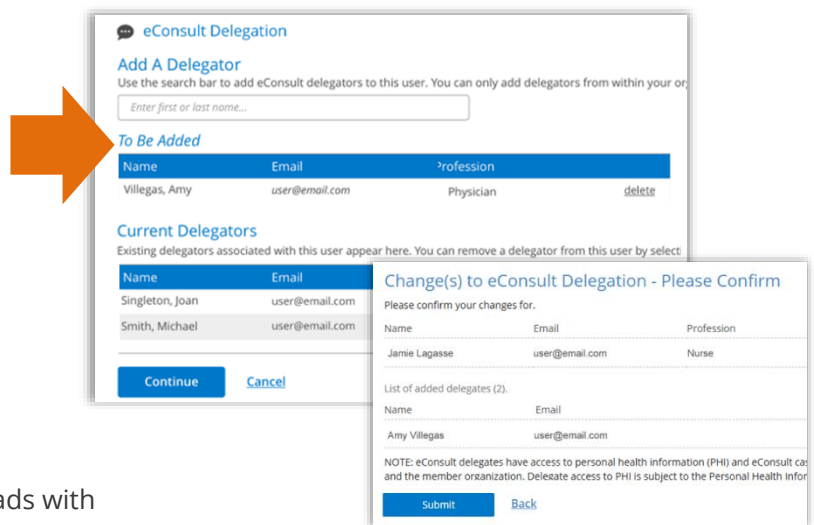 eConsult Delegation
Add A Delegator
Use the search bar to add eConsult delegators to this user. You can only add delegators from within your
Enter first or last name...
To Be Added
Name Email Profession
Villegas, Amy user@email.com Physician delete
Current Delegators
Existing delegators associated with this user appear here. You can remove a delegator from this user by
Name Email
Singleton, Joan user@email.com
Smith, Michael user@email.com
Continue Cancel
Change(s) to eConsult Delegation - Please Confirm
Please confirm your changes for.
Name Email Profession
Jamie Lagasse user@email.com Nurse
List of added delegates (2).
Name Email
Amy Villegas user@email.com
NOTE: eConsult delegates have access to personal health information (PHI) and eConsult
and the member organization. Delegate access to PHI is subject to the Personal Health
Submit Back
with